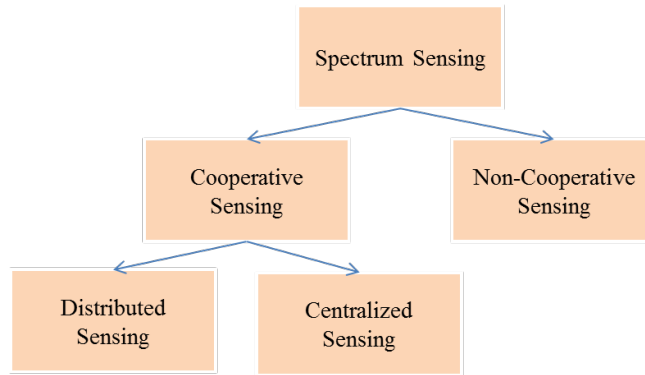 Spectrum Sensing
Cooperative
Sensing
Non-Cooperative
Sensing
Distributed
Sensing
Centralized
Sensing